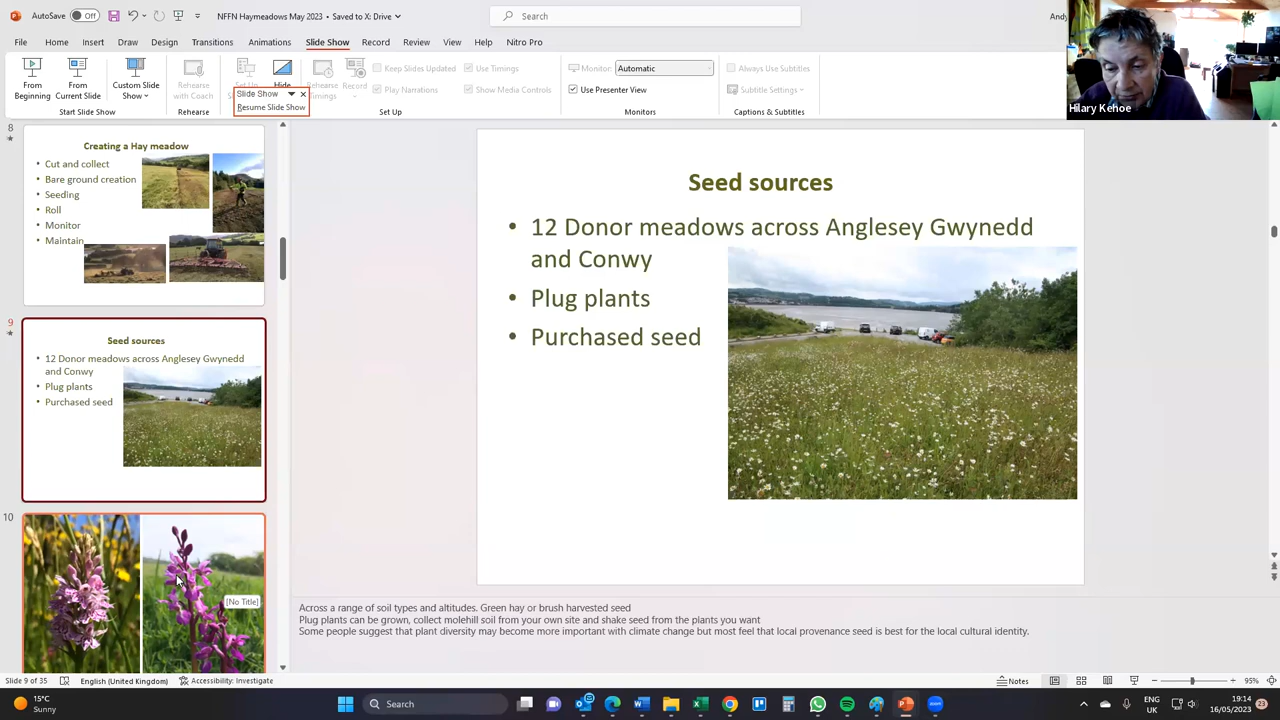 AutoSave Off NFFN Haymeadows May 2023 • Saved to X: Drive Search Andy
File Home Insert Draw Design Transitions Animations Slide Show Record Review View Help Nitro Pro
From Beginning From Current Slide Custom Slide Show Rehearse with Coach Hide Rehearse Timings Record Keep Slides Updated Use Timings Monitor: Automatic Always Use Subtitles
Play Narrations Show Media Controls Use Presenter View Subtitle Settings
Slide Show
Resume Slide Show
Start Slide Show Rehearse Set Up Monitors Captions & Subtitles
Hilary Kehoe
8
Creating a Hay meadow
• Cut and collect
• Bare ground creation
• Seeding
• Roll
• Monitor
• Maintain
9
Seed sources
• 12 Donor meadows across Anglesey Gwynedd
and Conwy
• Plug plants
• Purchased seed
10
[No Title]
Seed sources
• 12 Donor meadows across Anglesey Gwynedd
and Conwy
• Plug plants
• Purchased seed
Across a range of soil types and altitudes. Green hay or brush harvested seed
Plug plants can be grown, collect molehill soil from your own site and shake seed from the plants you want
Some people suggest that plant diversity may become more important with climate change but most feel that local provenance seed is best for the local cultural identity.
Slide 9 of 35 English (United Kingdom) Accessibility: Investigate Notes 95%
15°C
Sunny
Search
ENG
UK
19:14
16/05/2023
23